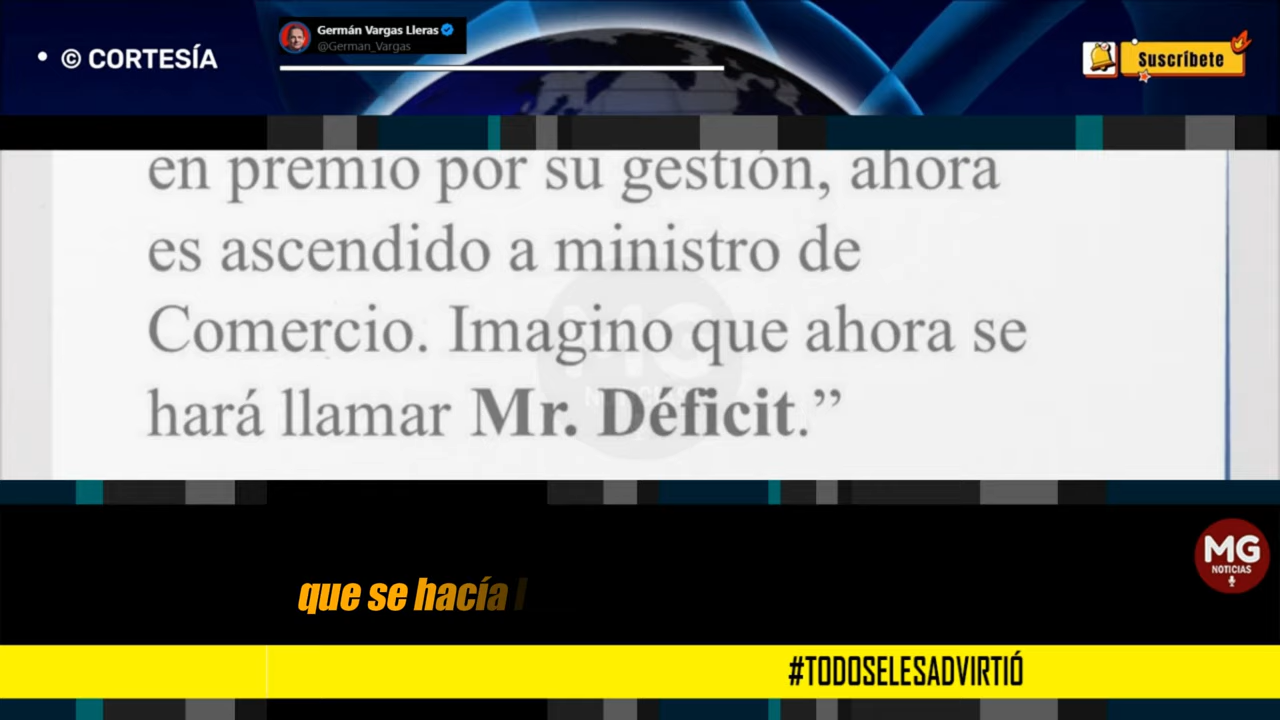 • © CORTESÍA
Germán Vargas Lleras
@German_Vargas
Suscríbete
en premio por su gestión, ahora
es ascendido a ministro de
Comercio. Imagino que ahora se
hará llamar Mr. Déficit.”
MG
NOTICIAS
que se hacía
#TODOSELESADVIRTIÓ